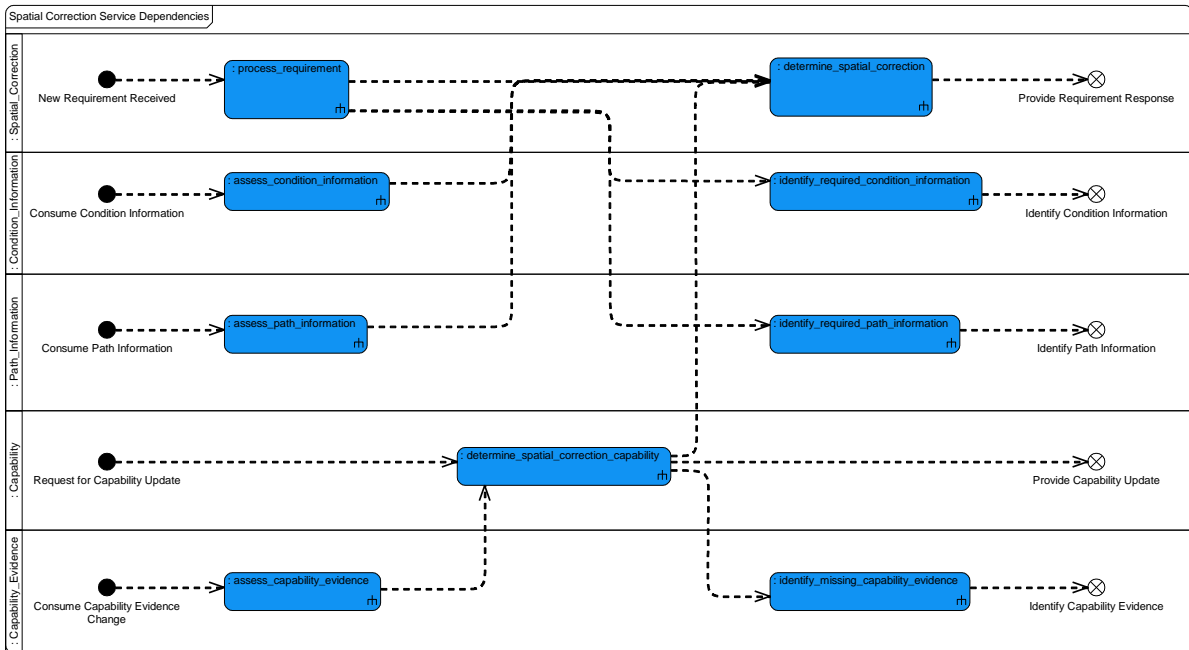 Spatial Correction Service Dependencies
: Spatial_Correction
New Requirement Received
: process_requirement
: determine_spatial_correction
Provide Requirement Response
: Condition_Information
Consume Condition Information
: assess_condition_information
: identify_required_condition_information
Identify Condition Information
: Path_Information
Consume Path Information
: assess_path_information
: identify_required_path_information
Identify Path Information
: Capability
Request for Capability Update
: determine_spatial_correction_capability
Provide Capability Update
: Capability_Evidence
Consume Capability Evidence
Change
: assess_capability_evidence
: identify_missing_capability_evidence
Identify Capability Evidence